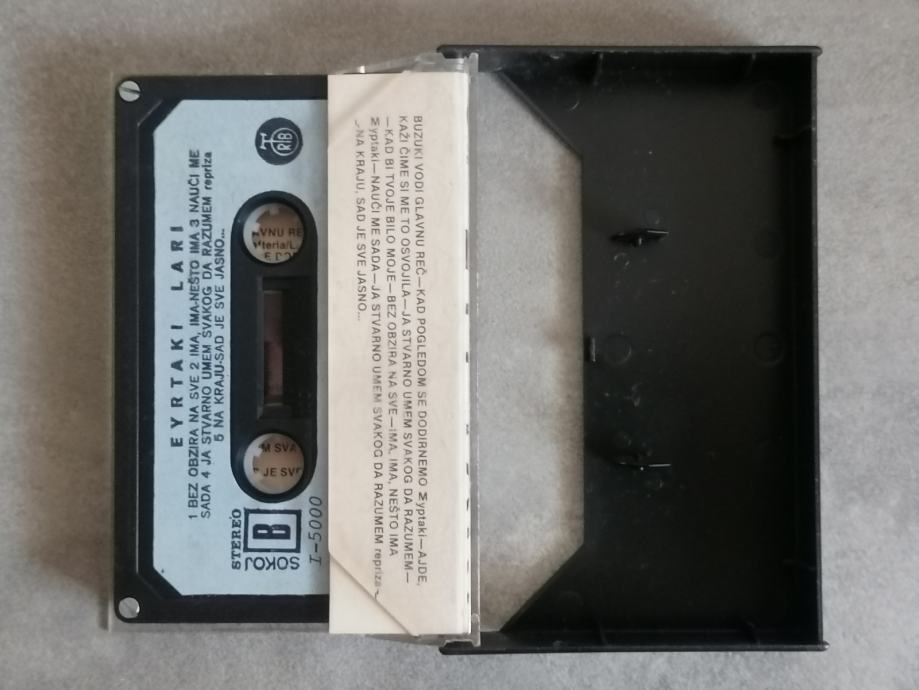 RTB
EYRTAKI LARI
1 BEZ OBZIRA NA SVE 2 IMA, IMA-NEŠTO IMA 3 NAUČI ME
SADA 4 JA STVARNO UMEM SVAKOG DA RAZUMEM repriza
5 NA KRAJU-SAD JE SVE JASNO...
STEREO
B
SOKOJ
I-50000
BUZUKI VODI GLAVNU REČ—KAD POGLEDOM SE DODIRNEMO Ʃyptaki—AJDE,
KAŽI ČIME SI ME TO OSVOJILA—JA STVARNO UMEM SVAKOG DA RAZUMEM—
—KAD BI TVOJE BILO MOJE—BEZ OBZIRA NA SVE—IMA, IMA, NEŠTO IMA
Ʃyptaki—NAUČI ME SADA—JA STVARNO UMEM SVAKOG DA RAZUMEM repriza
—NA KRAJU, SAD JE SVE JASNO...